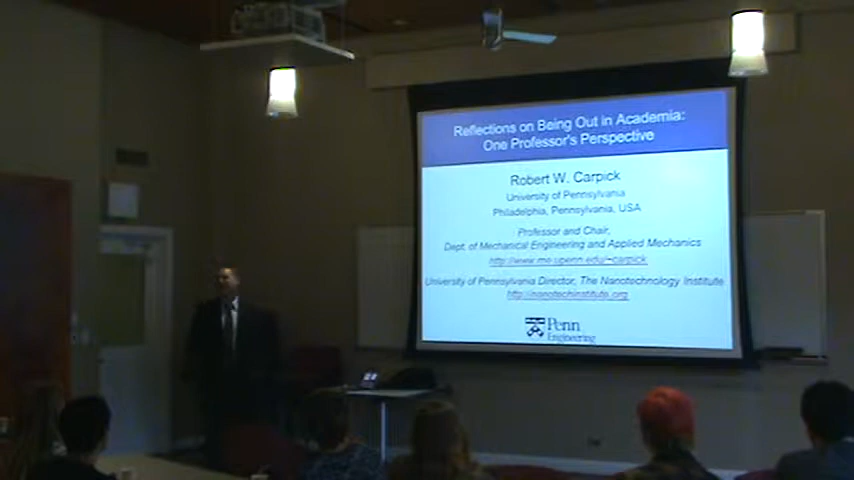 Reflections on Being Out in Academia:
One Professor's Perspective
Robert W. Carpick
University of Pennsylvania
Philadelphia, Pennsylvania, USA
Professor and Chair,
Dept. of Mechanical Engineering and Applied Mechanics
http://www.me.upenn.edu/~carpick
University of Pennsylvania Director, The Nanotechnology Institute
http://nanotechinstitute.org
Penn
Engineering